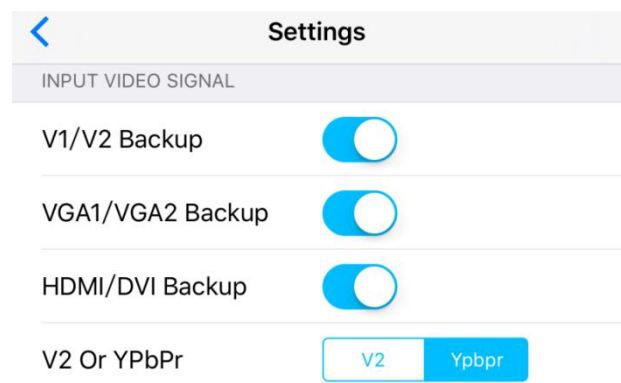 Settings
INPUT VIDEO SIGNAL
V1/V2 Backup
VGA1/VGA2 Backup
HDMI/DVI Backup
V2 Or YPbPr V2 Ypbpr